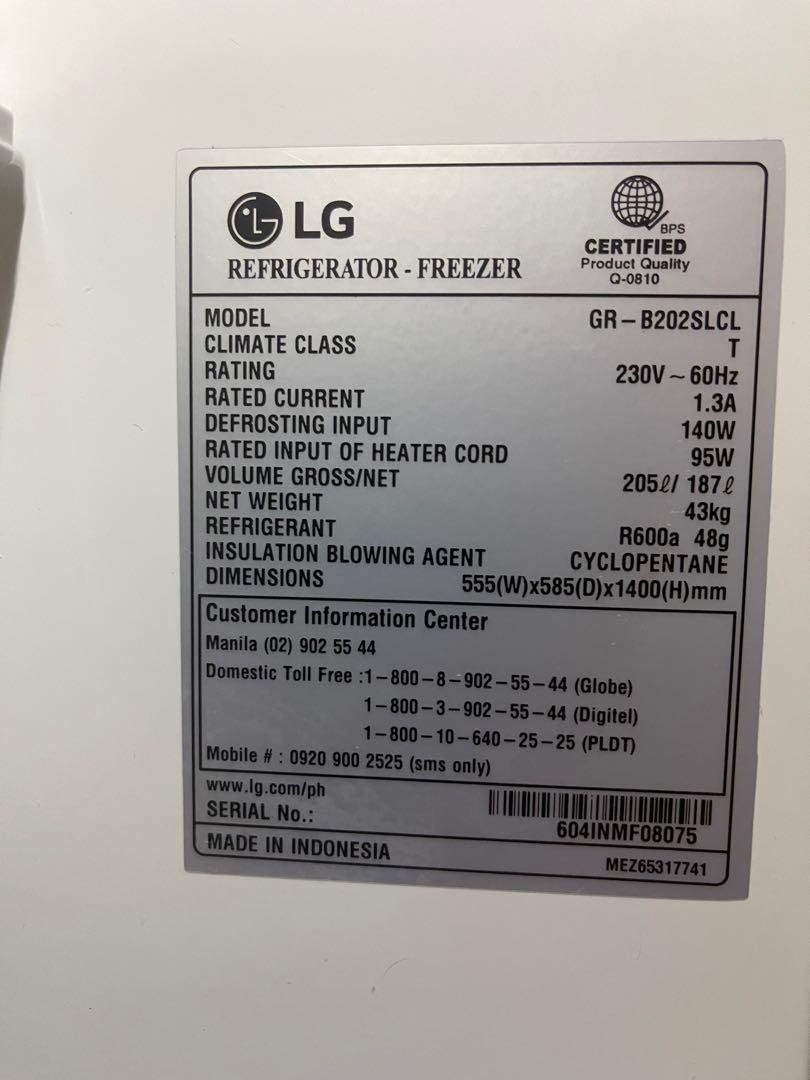 LG
REFRIGERATOR - FREEZER
BPS
CERTIFIED
Product Quality
Q-0810
MODEL GR-B202SLCL
CLIMATE CLASS T
RATING 230V ~ 60Hz
RATED CURRENT 1.3A
DEFROSTING INPUT 140W
RATED INPUT OF HEATER CORD 95W
VOLUME GROSS/NET 205ℓ/ 187ℓ
NET WEIGHT 43kg
REFRIGERANT R600a 48g
INSULATION BLOWING AGENT CYCLOPENTANE
DIMENSIONS 555(W)x585(D)x1400(H)mm
Customer Information Center
Manila (02) 902 55 44
Domestic Toll Free :1-800-8-902-55-44 (Globe)
1-800-3-902-55-44 (Digitel)
1-800-10-640-25-25 (PLDT)
Mobile # : 0920 900 2525 (sms only)
www.lg.com/ph
SERIAL No.: 604INMF08075
MADE IN INDONESIA MEZ65317741